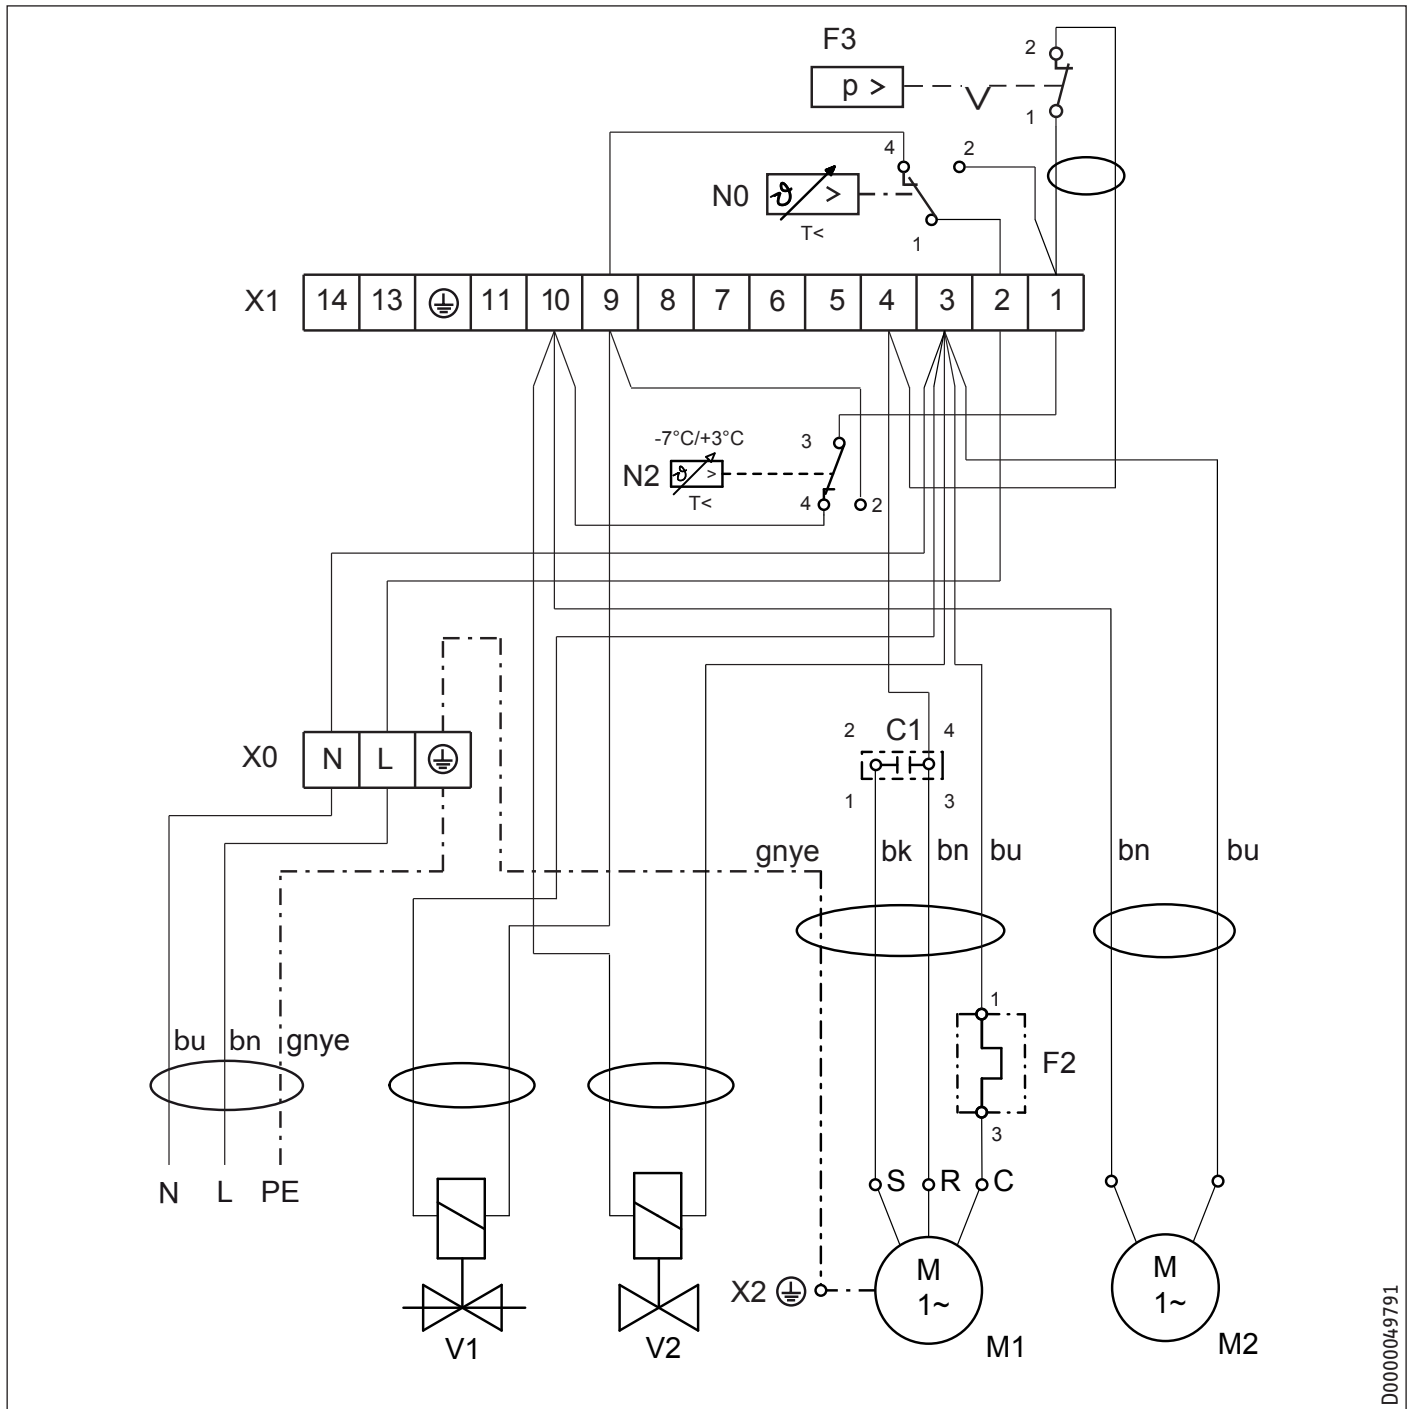 F3
p >
2
1
4
2
N0
ϑ >
T<
1
X1
14 13 11 10 9 8 7 6 5 4 3 2 1
-7°C/+3°C
3
N2
ϑ >
T<
4
2
X0
N L
2 C1 4
1 3
gnye bk bn bu bn bu
1
F2
3
bu bn gnye
N L PE
S R C
M
1~
M
1~
X2
V1
V2
M1
M2
D0000049791